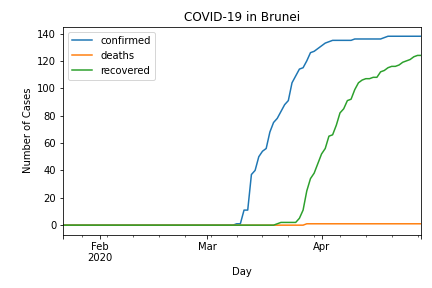 COVID-19 in Brunei
confirmed
deaths
recovered
Number of Cases
140
120
100
80
60
40
20
0
Feb
2020
Mar
Apr
Day